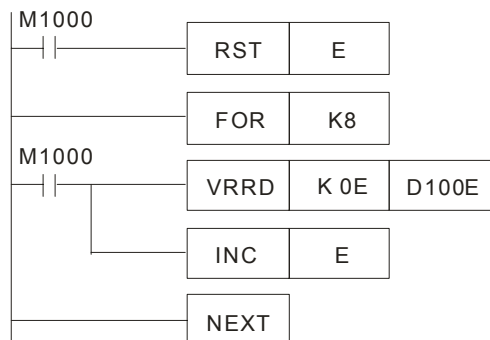 M1000
RST E
FOR K8
M1000
VRRD K 0E D100E
INC E
NEXT